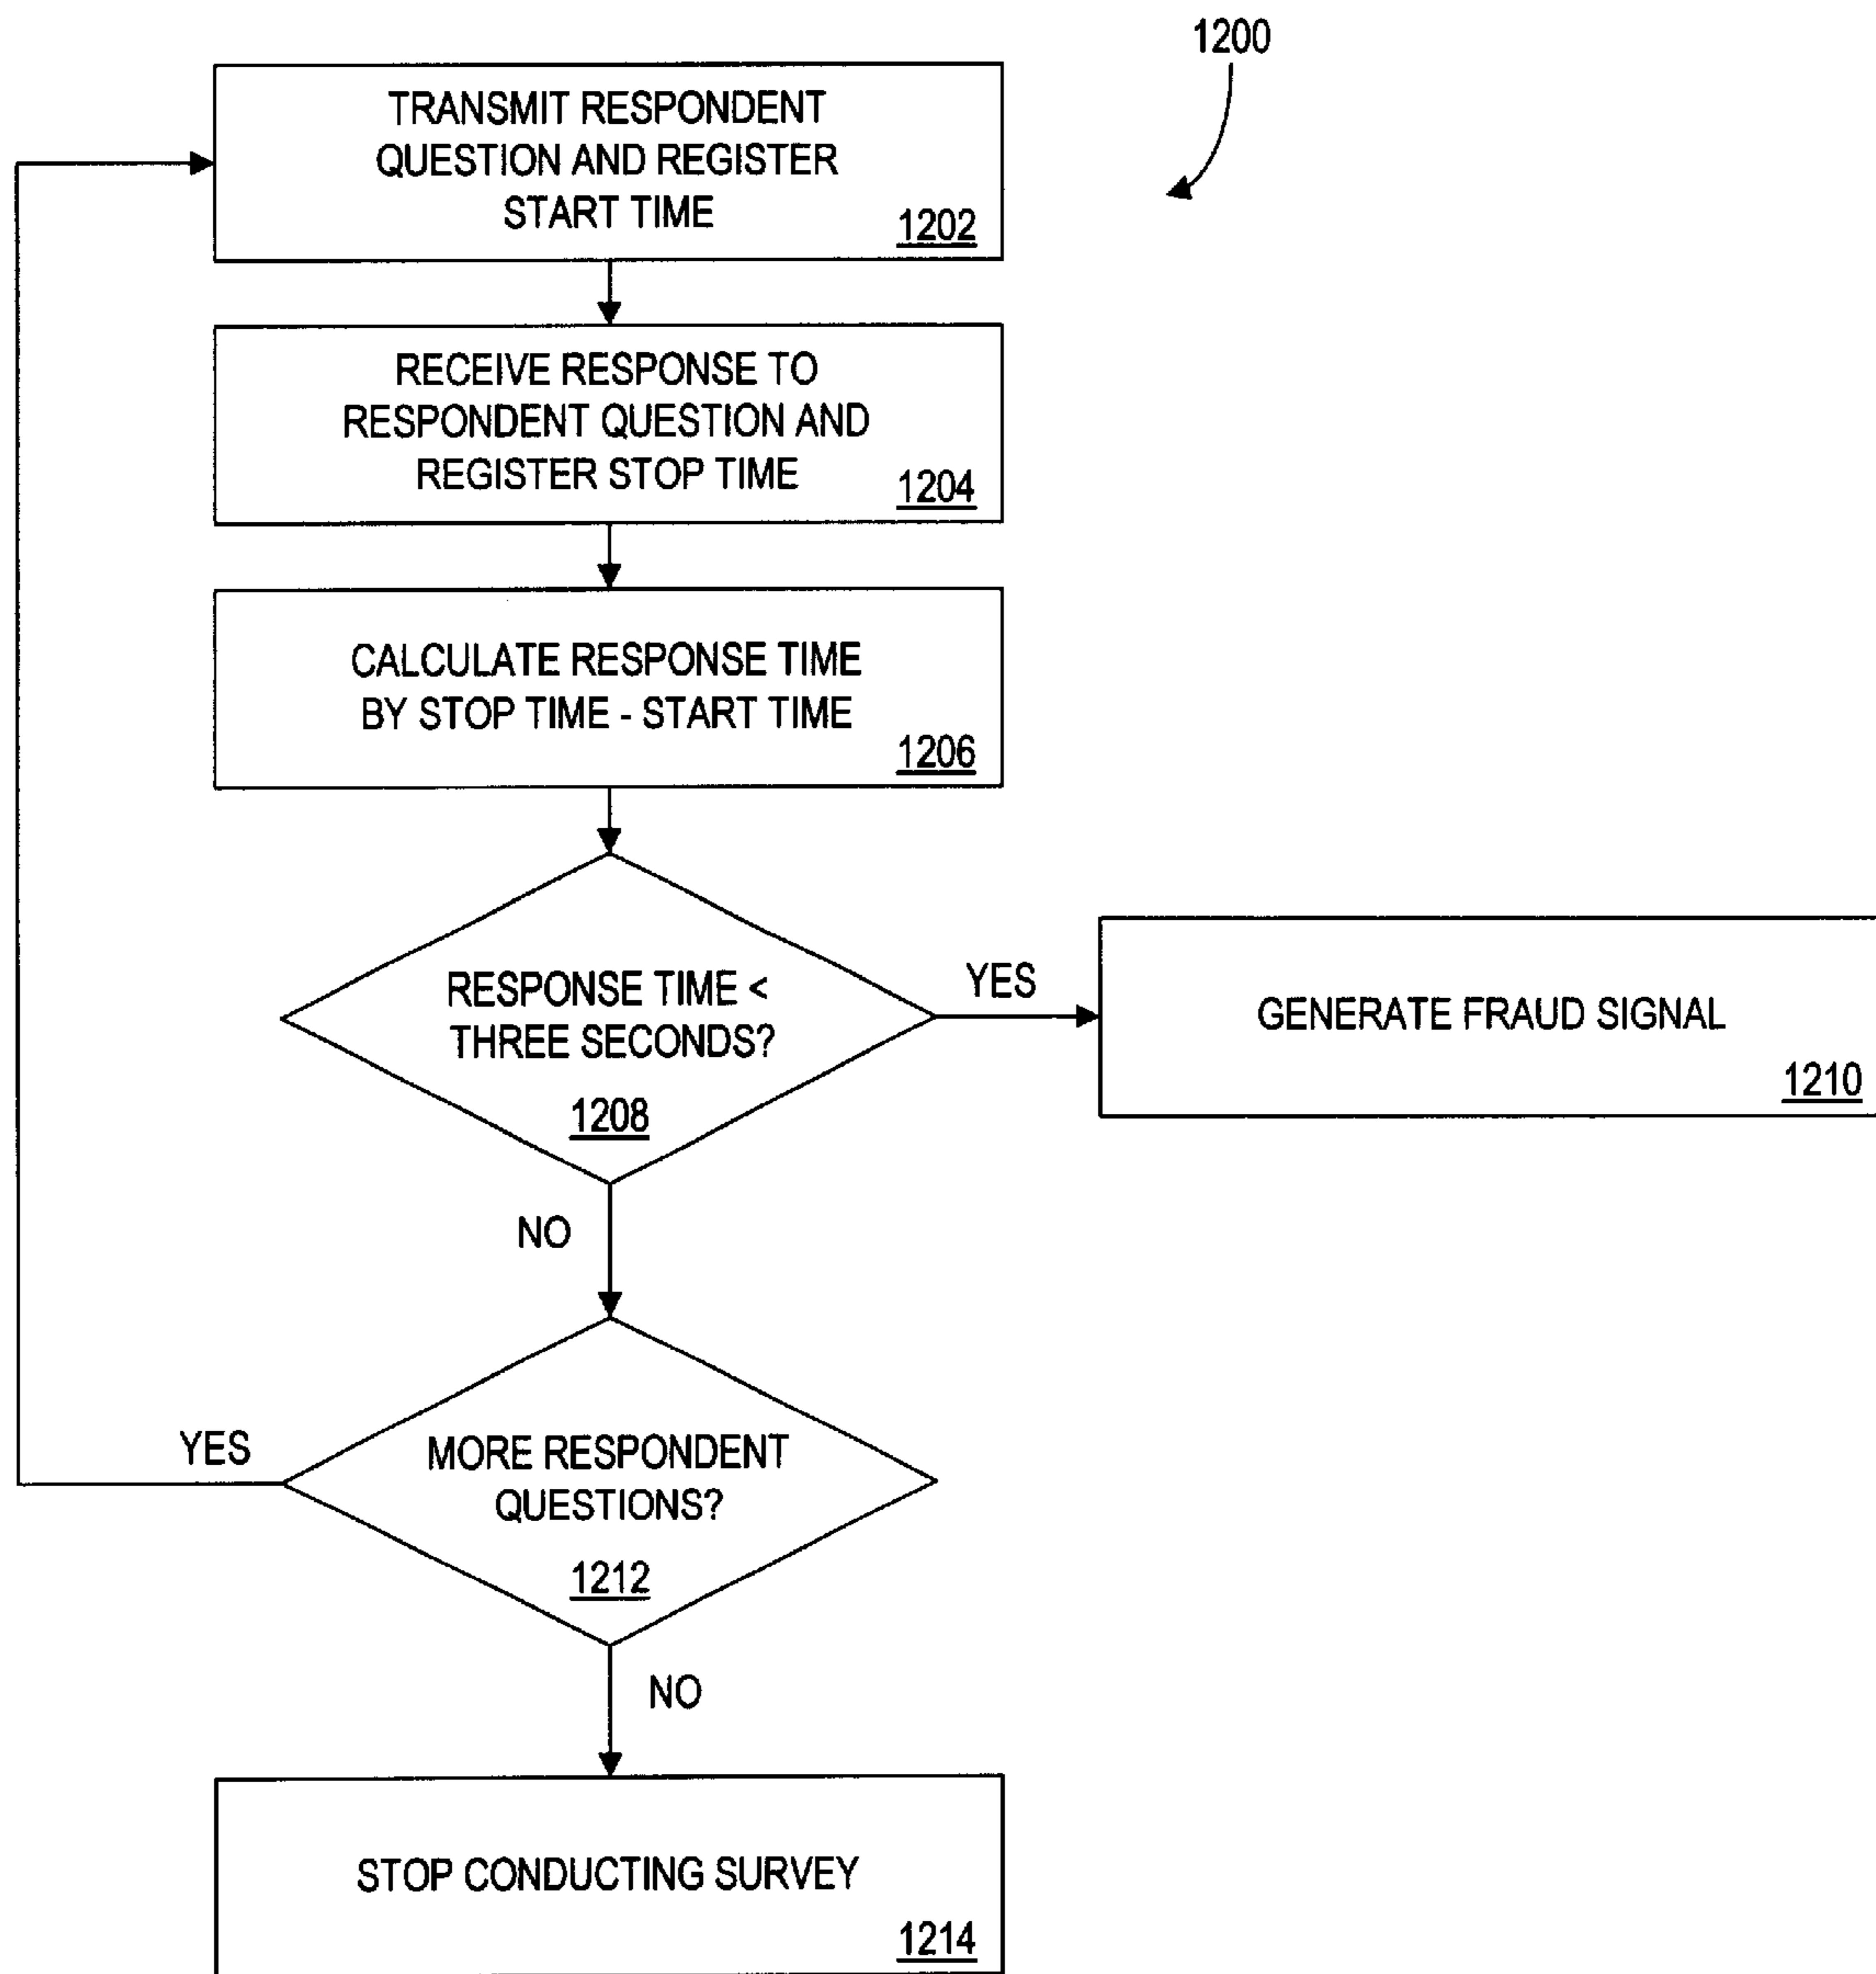 1200
TRANSMIT RESPONDENT
QUESTION AND REGISTER
START TIME
1202
RECEIVE RESPONSE TO
RESPONDENT QUESTION AND
REGISTER STOP TIME
1204
CALCULATE RESPONSE TIME
BY STOP TIME - START TIME
1206
RESPONSE TIME <
THREE SECONDS?
1208
YES
GENERATE FRAUD SIGNAL
1210
NO
MORE RESPONDENT
QUESTIONS?
1212
YES
NO
STOP CONDUCTING SURVEY
1214